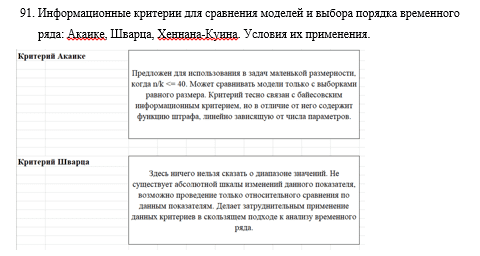 91. Информационные критерии для сравнения моделей и выбора порядка временного
ряда: Акаике, Шварца, Хеннана-Куина. Условия их применения.
Критерий Акаике
Предложен для использования в задач маленькой размерности,
когда n/k <= 40. Может сравнивать модели только с выборками
равного размера. Критерий тесно связан с байесовским
информационным критерием, но в отличие от него содержит
функцию штрафа, линейно зависящую от числа параметров.
Критерий Шварца
Здесь ничего нельзя сказать о диапазоне значений. Не
существует абсолютной шкалы изменений данного показателя,
возможно проведение только относительного сравнения по
данным показателям. Делает затруднительным применение
данных критериев в скользящем подходе к анализу временного
ряда.